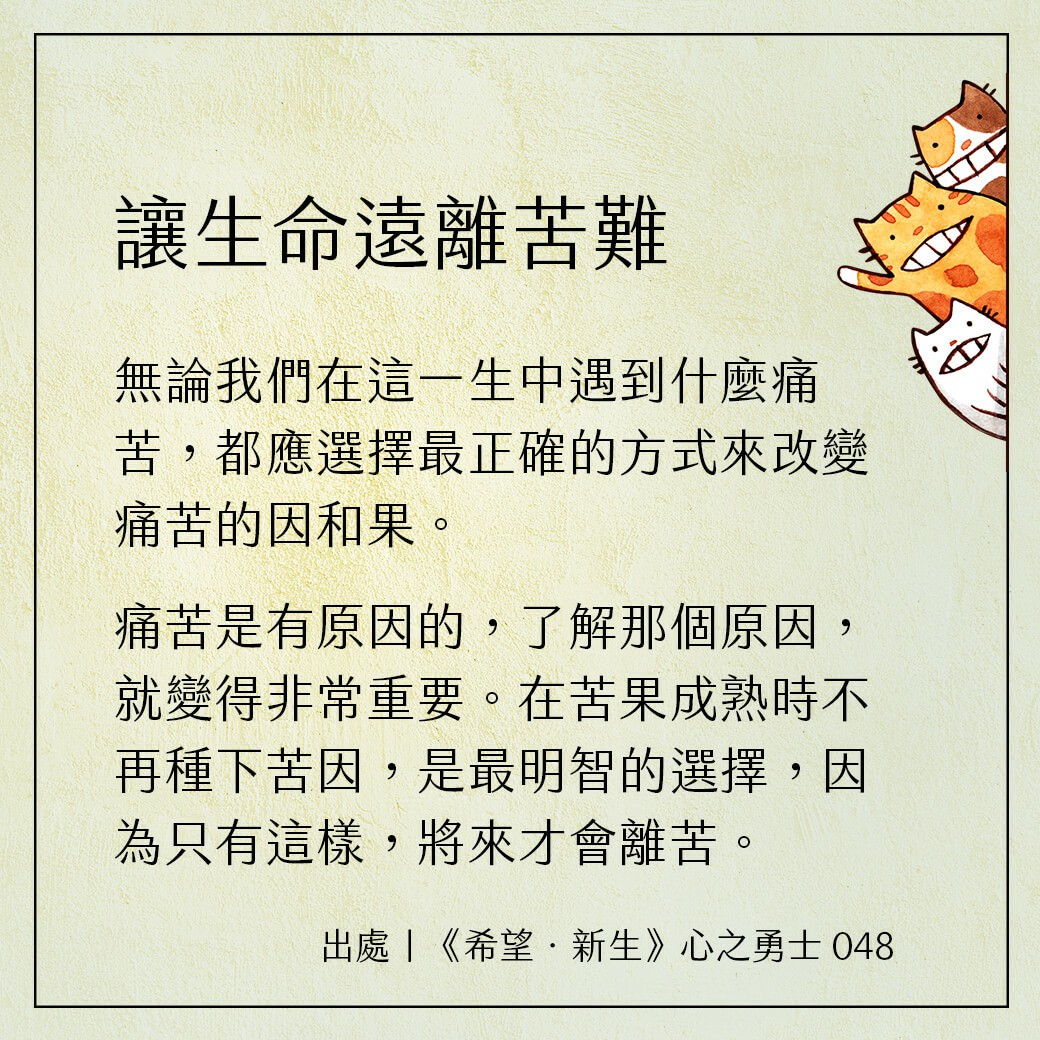 讓生命遠離苦難
無論我們在這一生中遇到什麼痛
苦，都應選擇最正確的方式來改變
痛苦的因和果。
痛苦是有原因的，了解那個原因，
就變得非常重要。在苦果成熟時不
再種下苦因，是最明智的選擇，因
為只有這樣，將來才會離苦。
出處｜《希望．新生》心之勇士 048